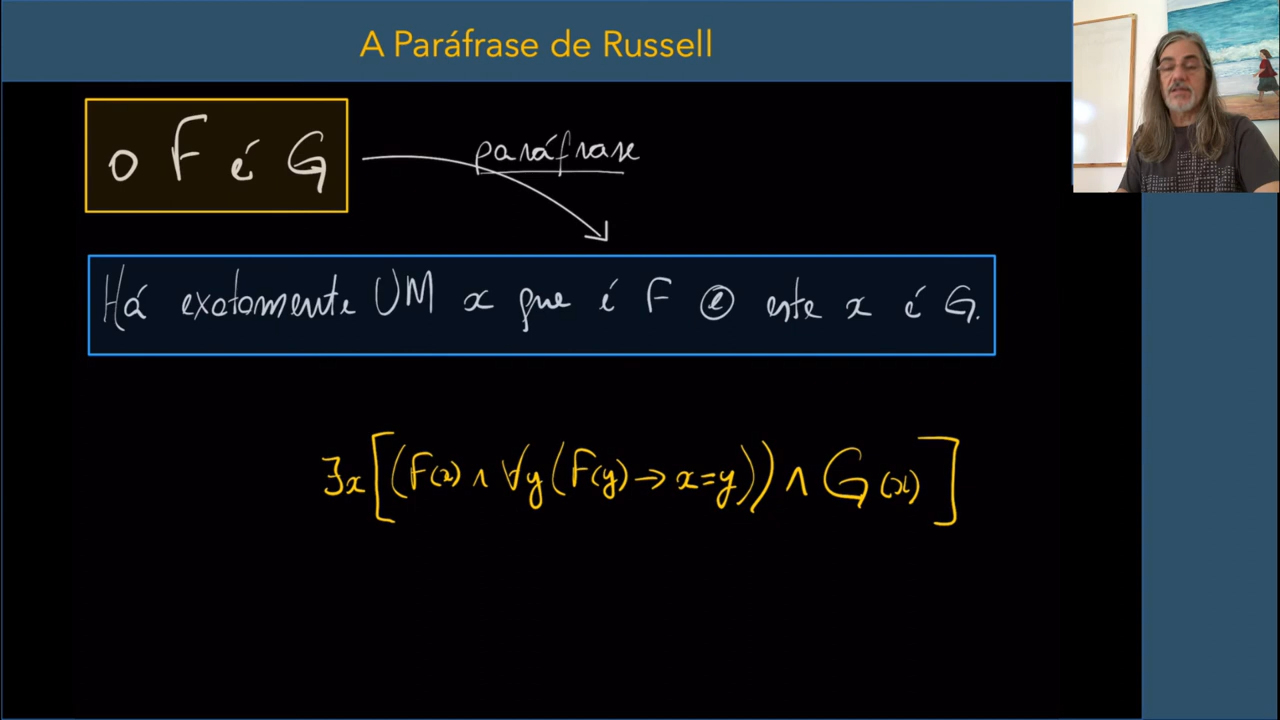 A Paráfrase de Russell
o F é G
paráfrase
Há exatamente UM x que é F e este x é G.
∃x[(F(x) ∧ ∀y(F(y) → x=y)) ∧ G(x)]